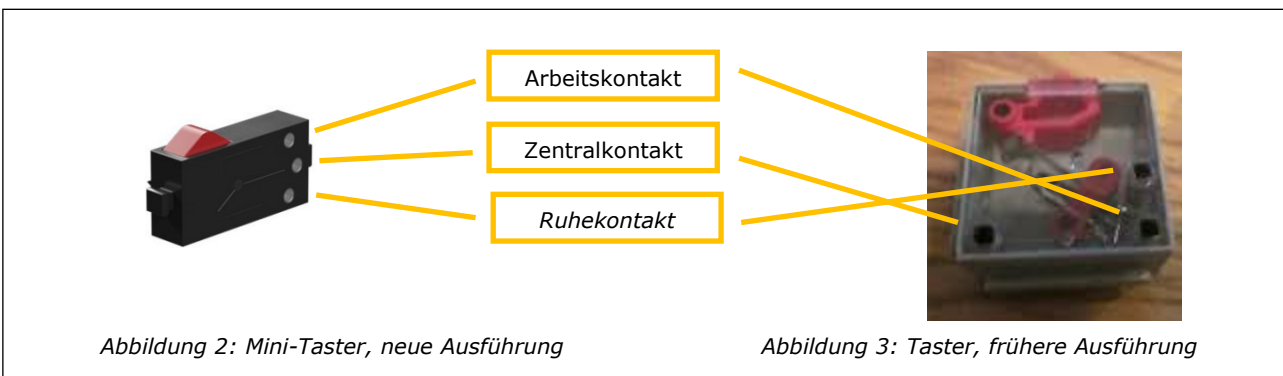 Arbeitskontakt
Zentralkontakt
Ruhekontakt
Abbildung 2: Mini-Taster, neue Ausführung
Abbildung 3: Taster, frühere Ausführung